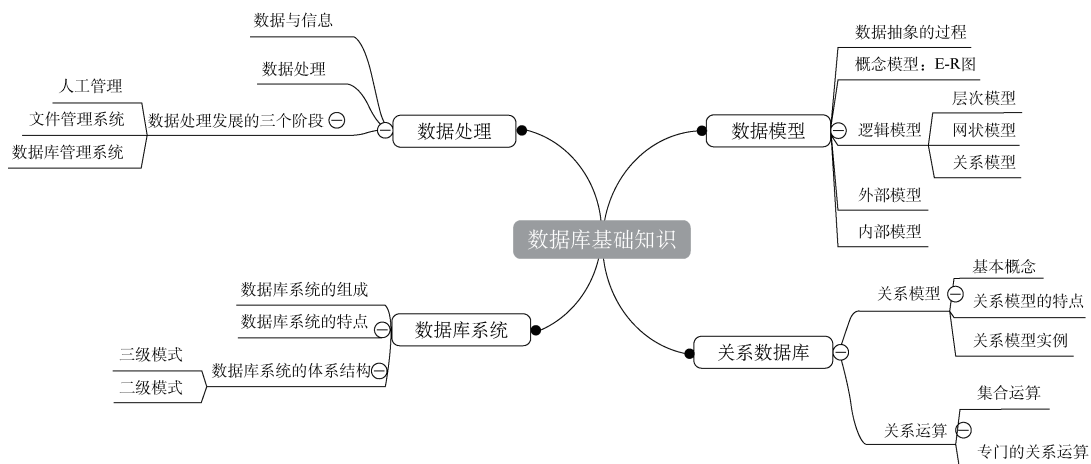 数据与信息
数据处理
人工管理
文件管理系统
数据库管理系统
数据处理发展的三个阶段
数据处理
数据模型
数据抽象的过程
概念模型：E-R图
逻辑模型
层次模型
网状模型
关系模型
外部模型
内部模型
数据库基础知识
数据库系统的组成
数据库系统的特点
三级模式
二级模式
数据库系统的体系结构
数据库系统
关系数据库
关系模型
基本概念
关系模型的特点
关系模型实例
关系运算
集合运算
专门的关系运算